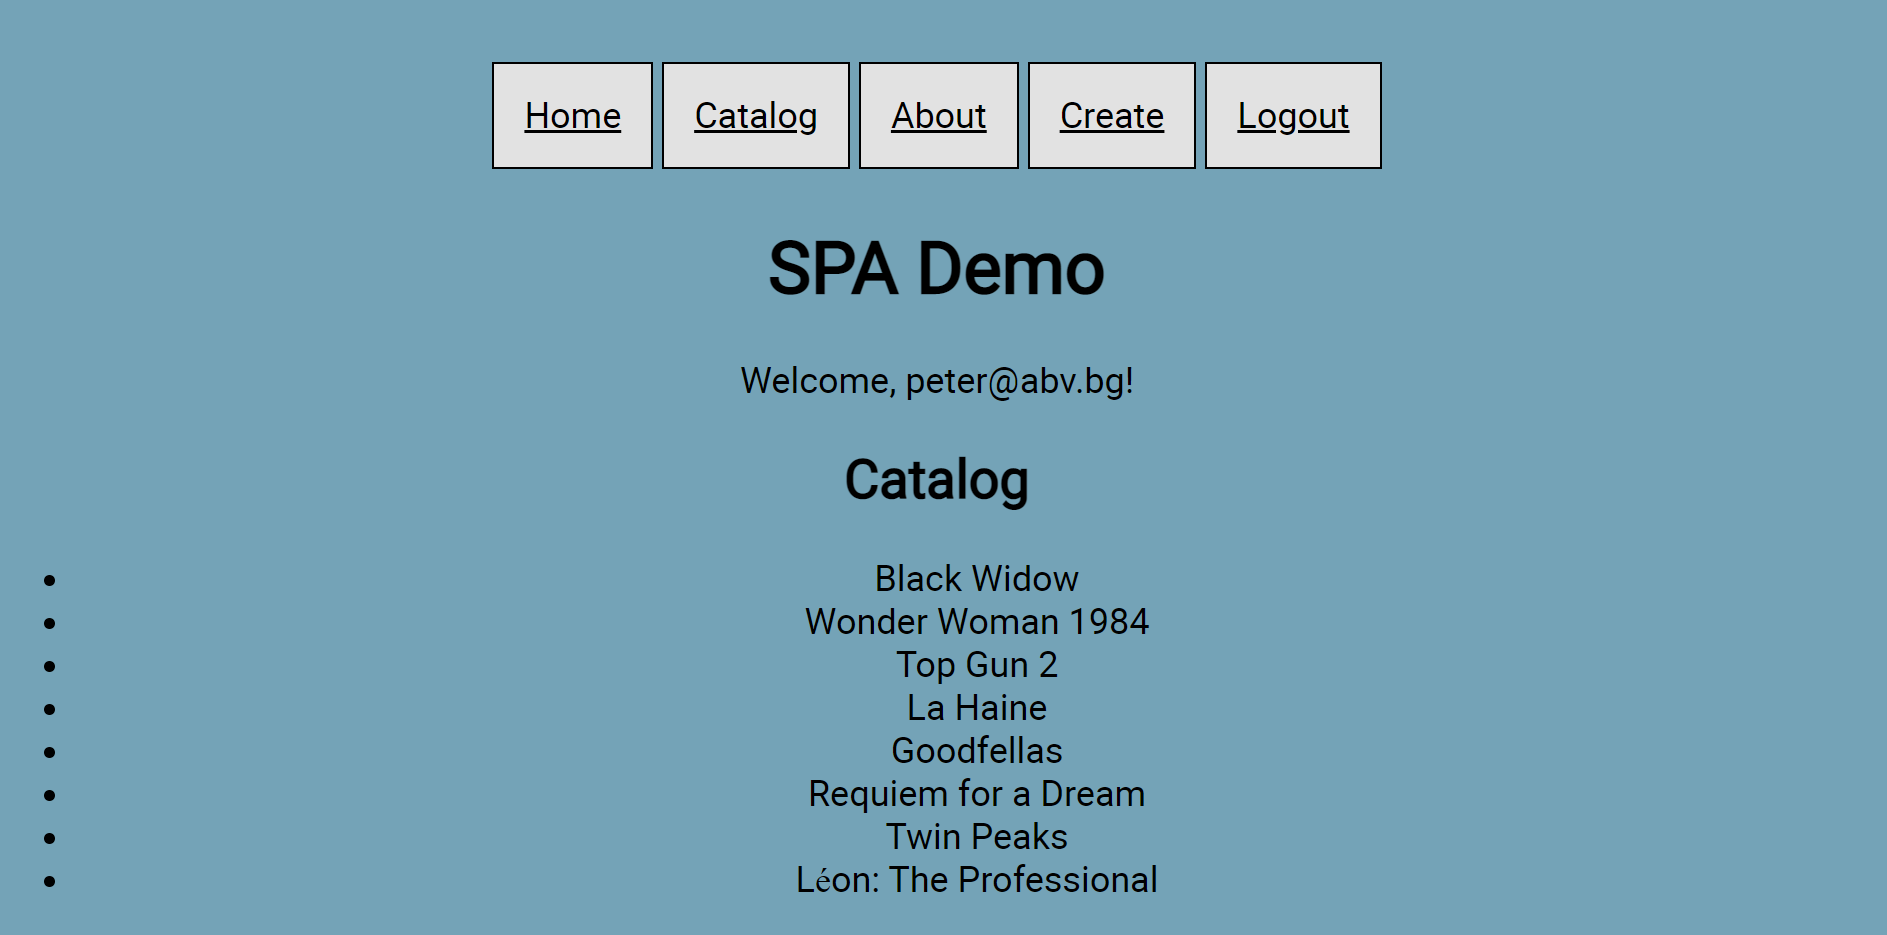 Home Catalog About Create Logout
SPA Demo
Welcome, peter@abv.bg!
Catalog
Black Widow
Wonder Woman 1984
Top Gun 2
La Haine
Goodfellas
Requiem for a Dream
Twin Peaks
Léon: The Professional